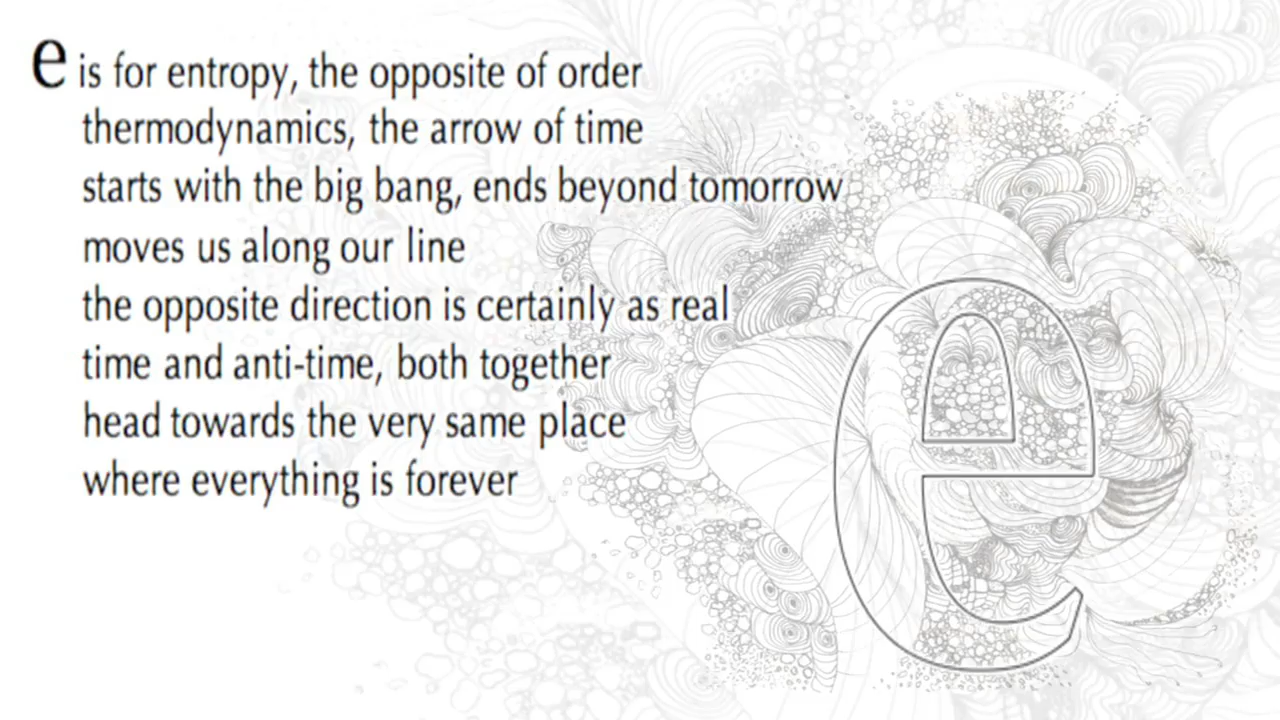 e is for entropy, the opposite of order
thermodynamics, the arrow of time
starts with the big bang, ends beyond tomorrow
moves us along our line
the opposite direction is certainly as real
time and anti-time, both together
head towards the very same place
where everything is forever
e